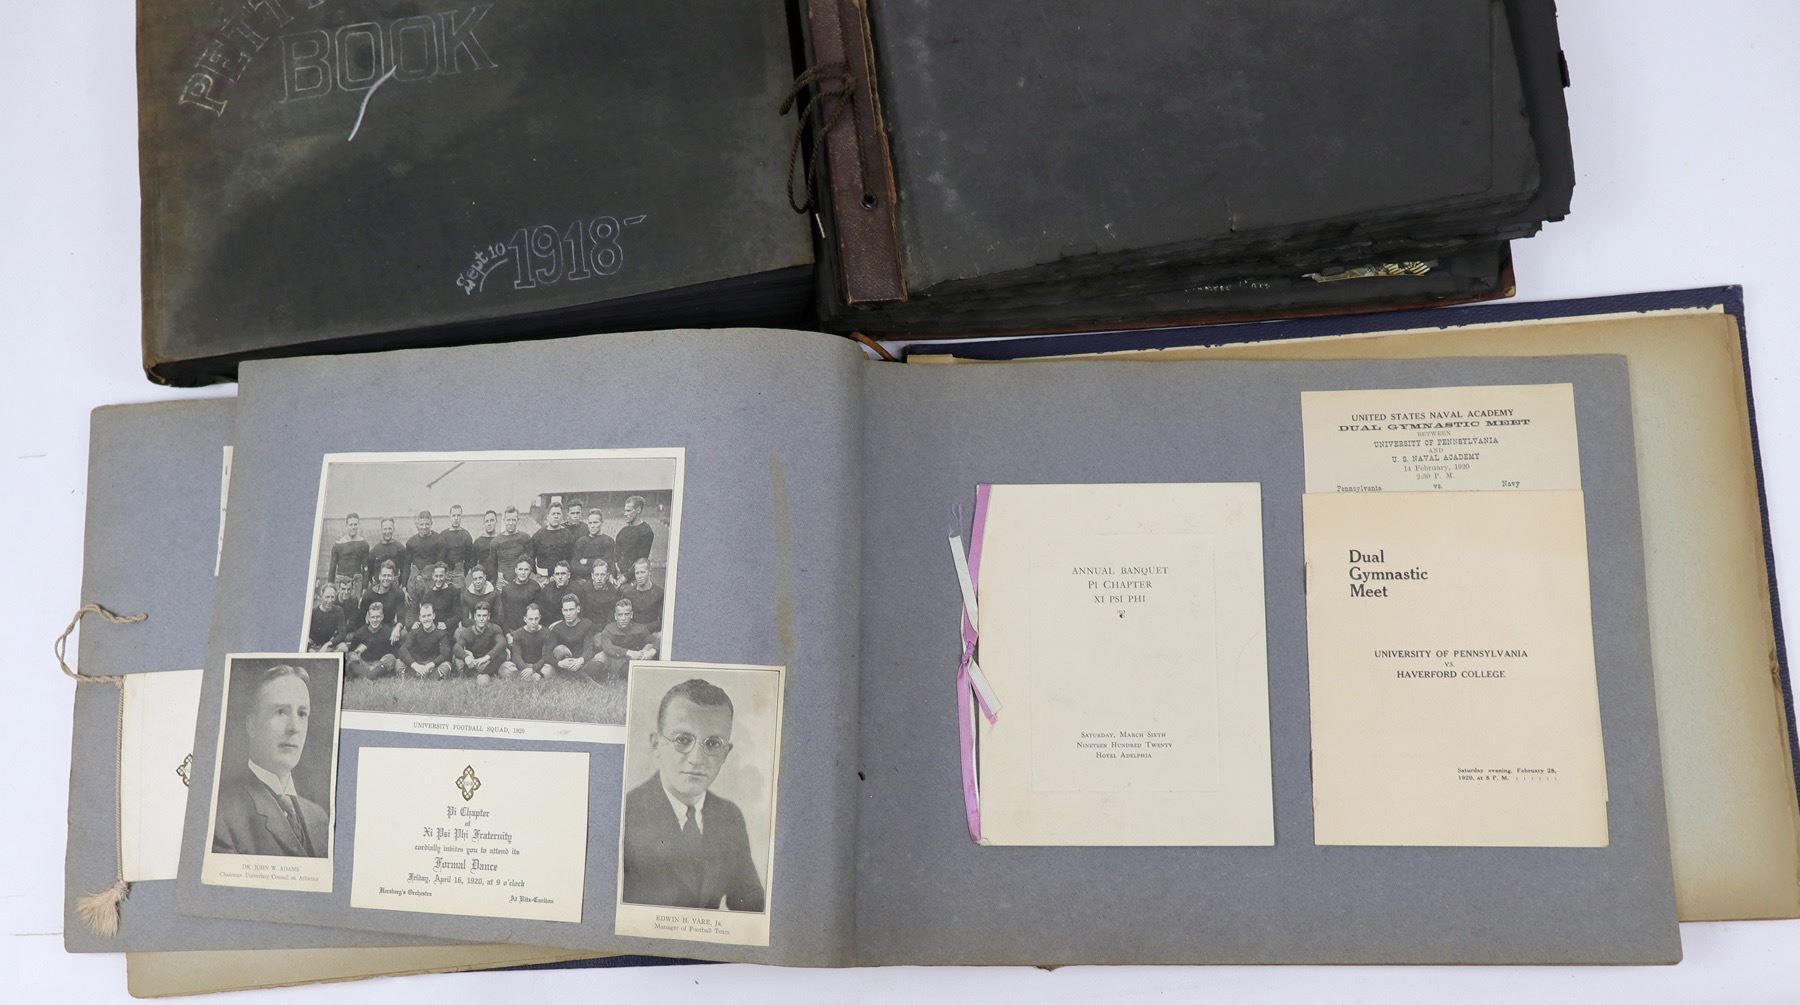 BOOK
Sept 10 1918-
UNIVERSITY FOOTBALL SQUAD, 1920
DR. JOHN W. ADAMS
Chairman University Council on Athletics
Pi Chapter
of
Xi Psi Phi Fraternity
cordially invites you to attend its
Formal Dance
Friday, April 16, 1920, at 9 o'clock
Orchestra
At Ritz-Carlton
EDWIN H. VARE, Jr.
Manager of Football Team
ANNUAL BANQUET
PI CHAPTER
XI PSI PHI
SATURDAY, MARCH SIXTH
NINETEEN HUNDRED TWENTY
HOTEL ADELPHIA
UNITED STATES NAVAL ACADEMY
DUAL GYMNASTIC MEET
BETWEEN
UNIVERSITY OF PENNSYLVANIA
AND
U. S. NAVAL ACADEMY
14 February, 1920
2:30 P. M.
Pennsylvania vs. Navy
Dual
Gymnastic
Meet
UNIVERSITY OF PENNSYLVANIA
VS.
HAVERFORD COLLEGE
Saturday evening, February 28,
1920, at 8 P. M.